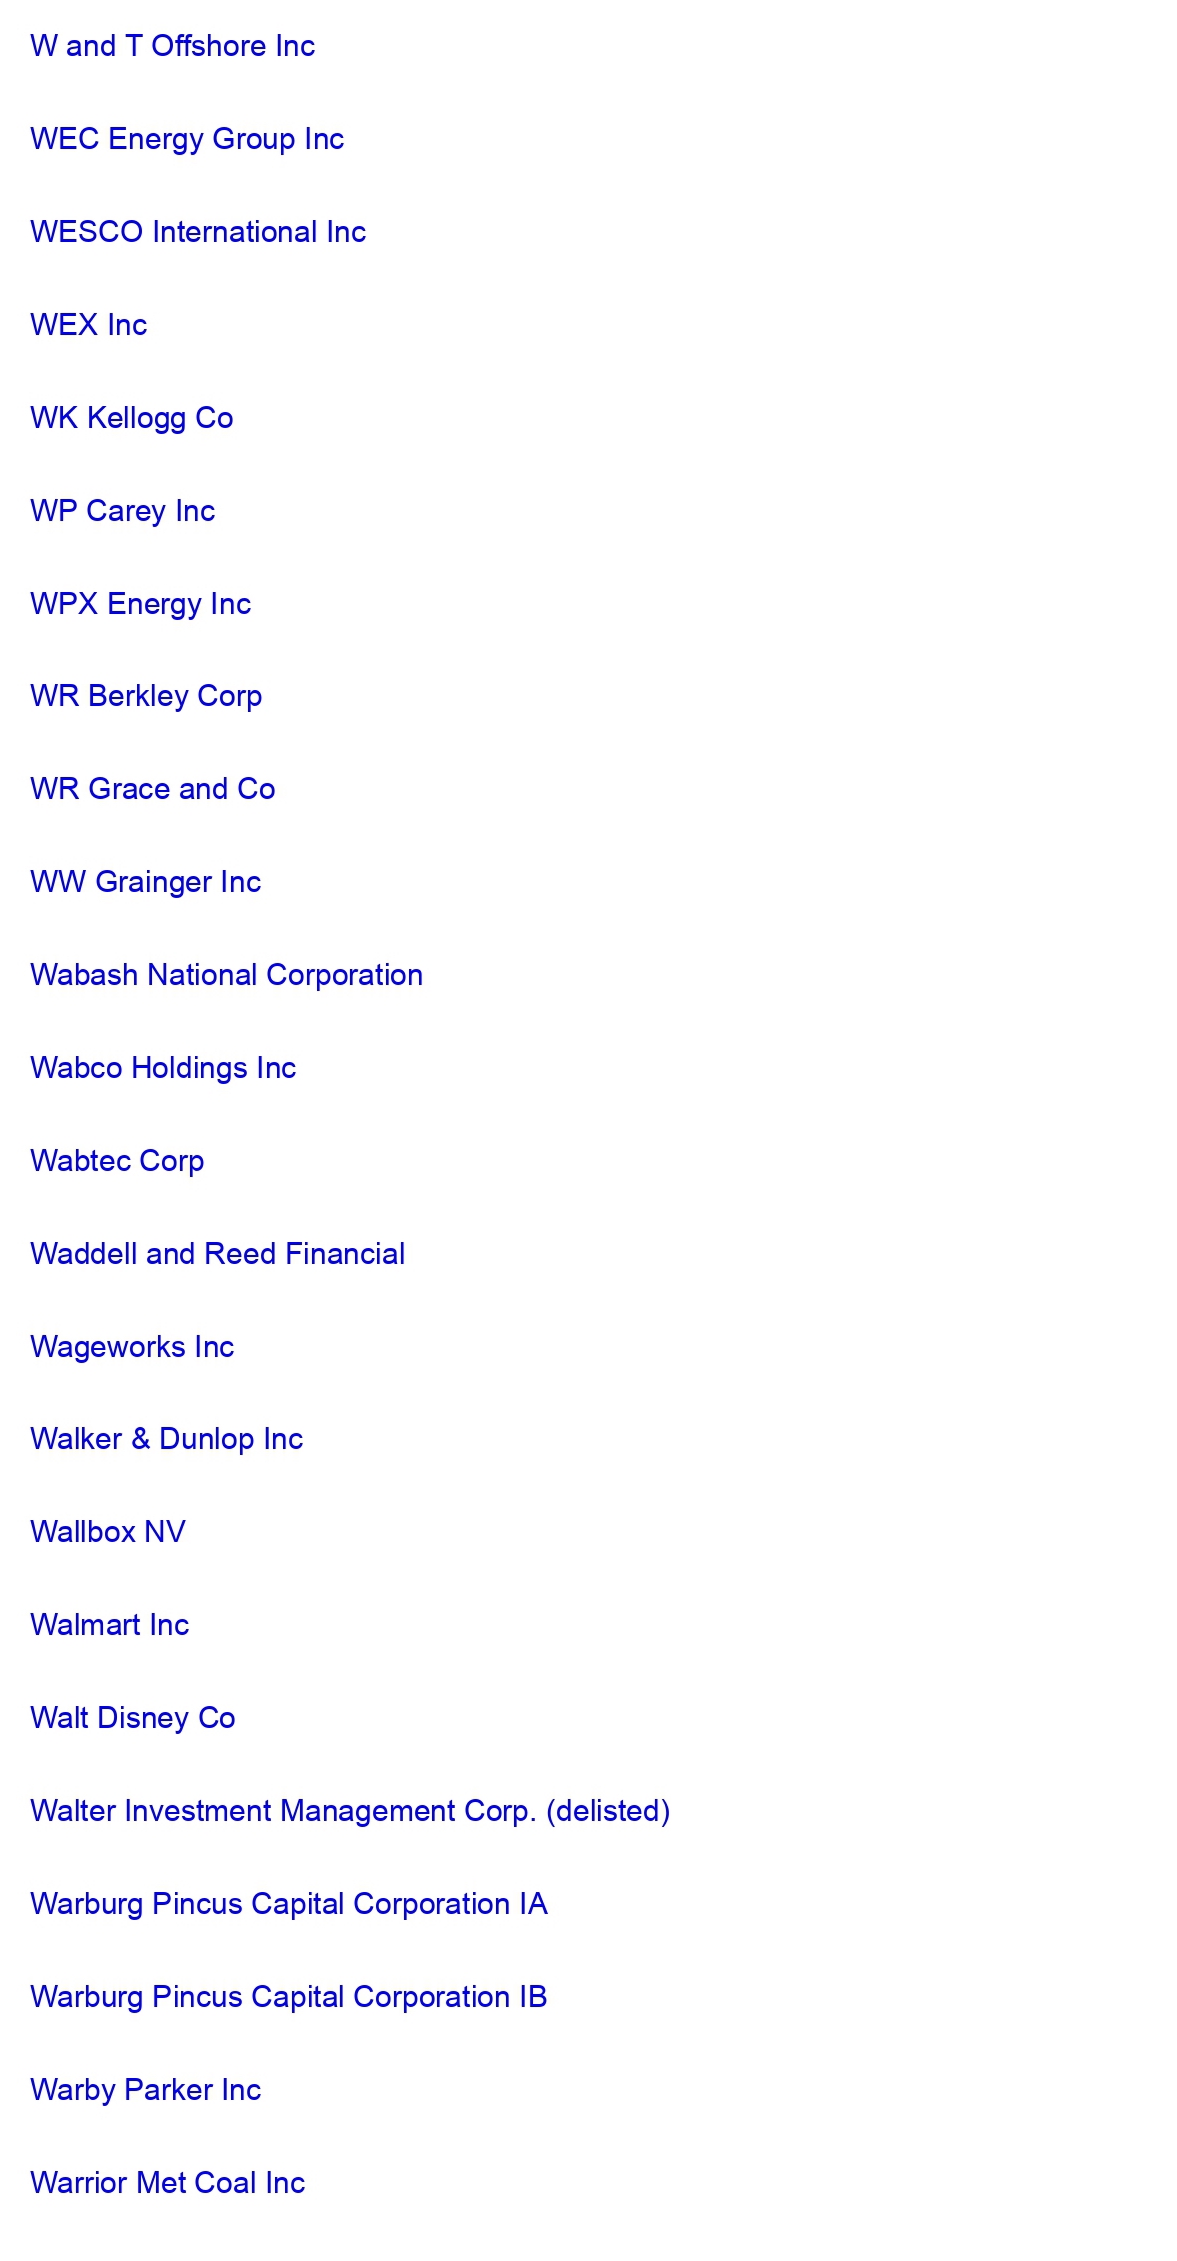 W and T Offshore Inc
WEC Energy Group Inc
WESCO International Inc
WEX Inc
WK Kellogg Co
WP Carey Inc
WPX Energy Inc
WR Berkley Corp
WR Grace and Co
WW Grainger Inc
Wabash National Corporation
Wabco Holdings Inc
Wabtec Corp
Waddell and Reed Financial
Wageworks Inc
Walker & Dunlop Inc
Wallbox NV
Walmart Inc
Walt Disney Co
Walter Investment Management Corp. (delisted)
Warburg Pincus Capital Corporation IA
Warburg Pincus Capital Corporation IB
Warby Parker Inc
Warrior Met Coal Inc